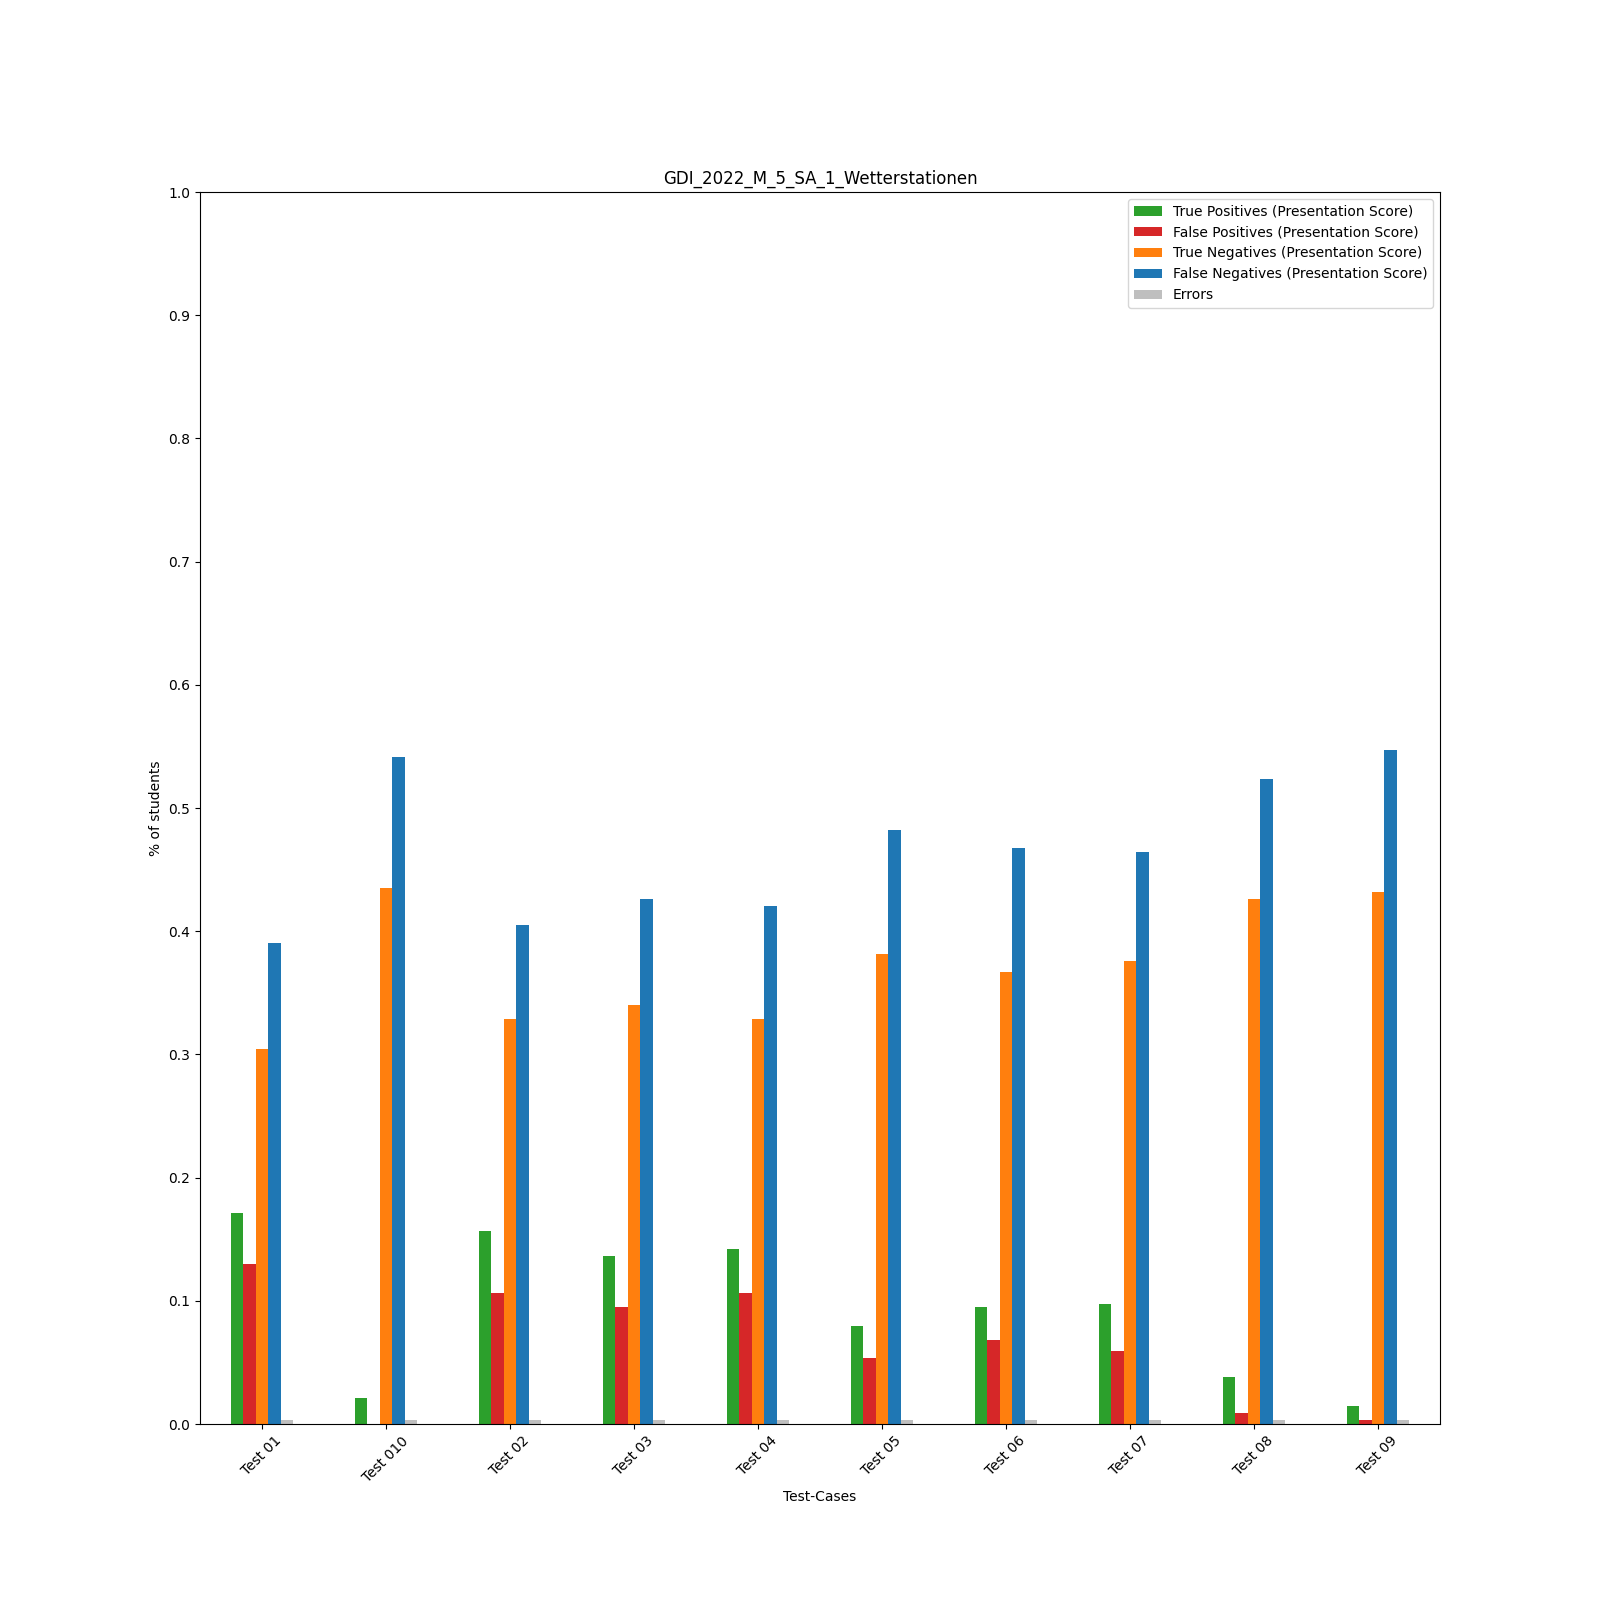 GDI_2022_M_5_SA_1_Wetterstationen
True Positives (Presentation Score)
False Positives (Presentation Score)
True Negatives (Presentation Score)
False Negatives (Presentation Score)
Errors
1.0
0.9
0.8
0.7
0.6
0.5
0.4
0.3
0.2
0.1
0.0
% of students
Test 01
Test 010
Test 02
Test 03
Test 04
Test 05
Test 06
Test 07
Test 08
Test 09
Test-Cases